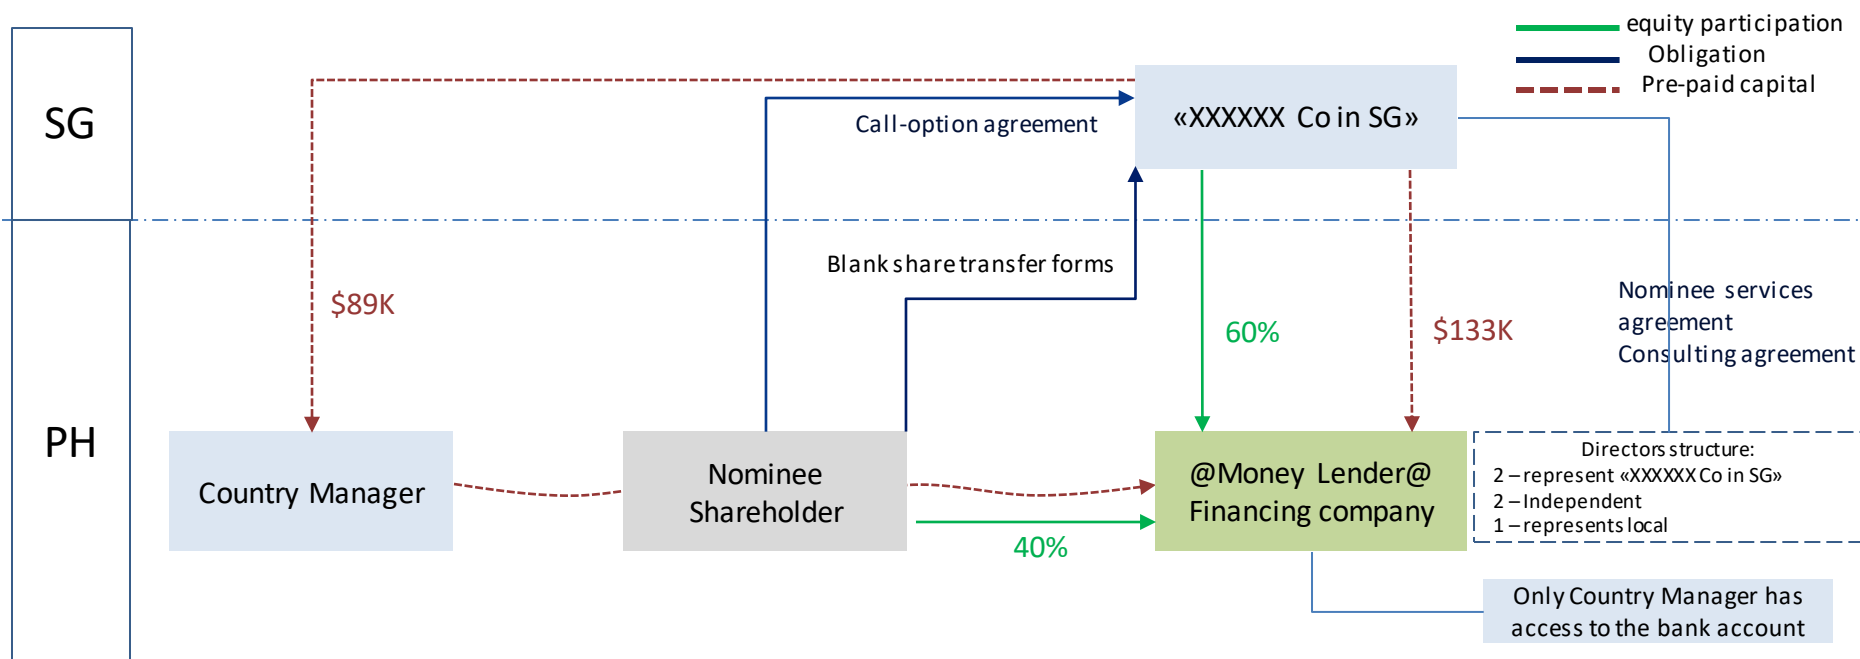 equity participation
Obligation
Pre-paid capital
SG
«XXXXXX Co in SG»
Call-option agreement
Blank share transfer forms
$89K
60%
$133K
Nominee services
agreement
Consulting agreement
PH
Country Manager
Nominee
Shareholder
40%
@Money Lender@
Financing company
Directors structure:
2 – represent «XXXXXX Co in SG»
2 – Independent
1 – represents local
Only Country Manager has
access to the bank account